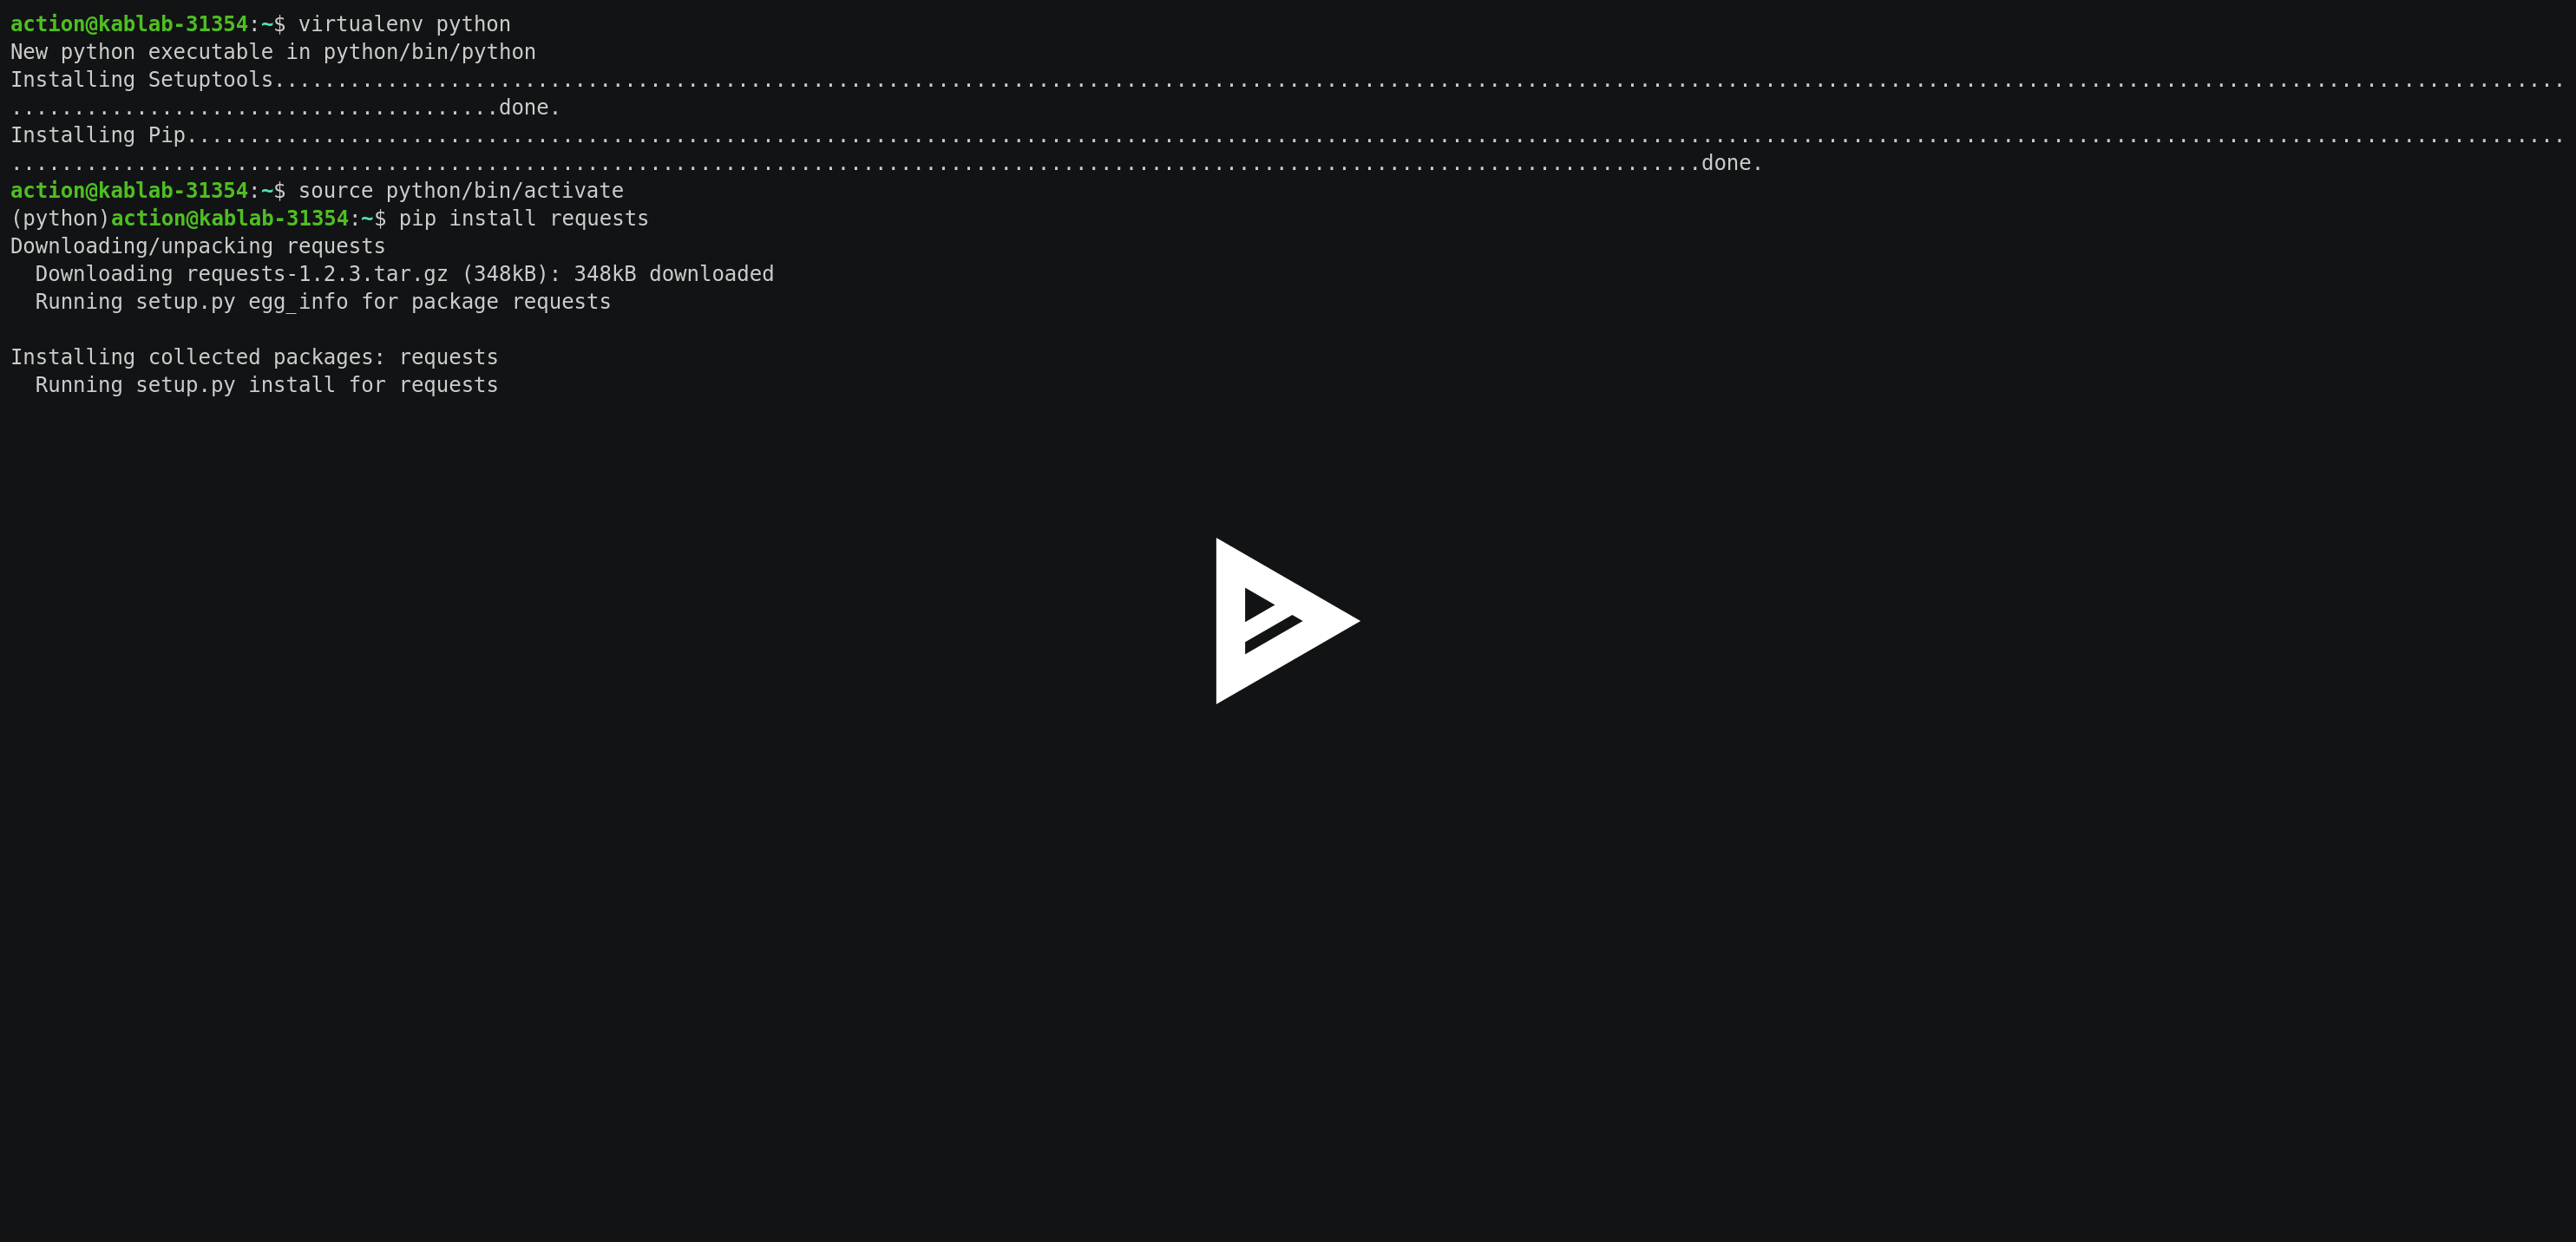 action@kablab-31354:~$ virtualenv python
New python executable in python/bin/python
Installing Setuptools.......................................................................................................................................................................................
.......................................done.
Installing Pip..............................................................................................................................................................................................
.......................................................................................................................................done.
action@kablab-31354:~$ source python/bin/activate
(python)action@kablab-31354:~$ pip install requests
Downloading/unpacking requests
  Downloading requests-1.2.3.tar.gz (348kB): 348kB downloaded
  Running setup.py egg_info for package requests

Installing collected packages: requests
  Running setup.py install for requests